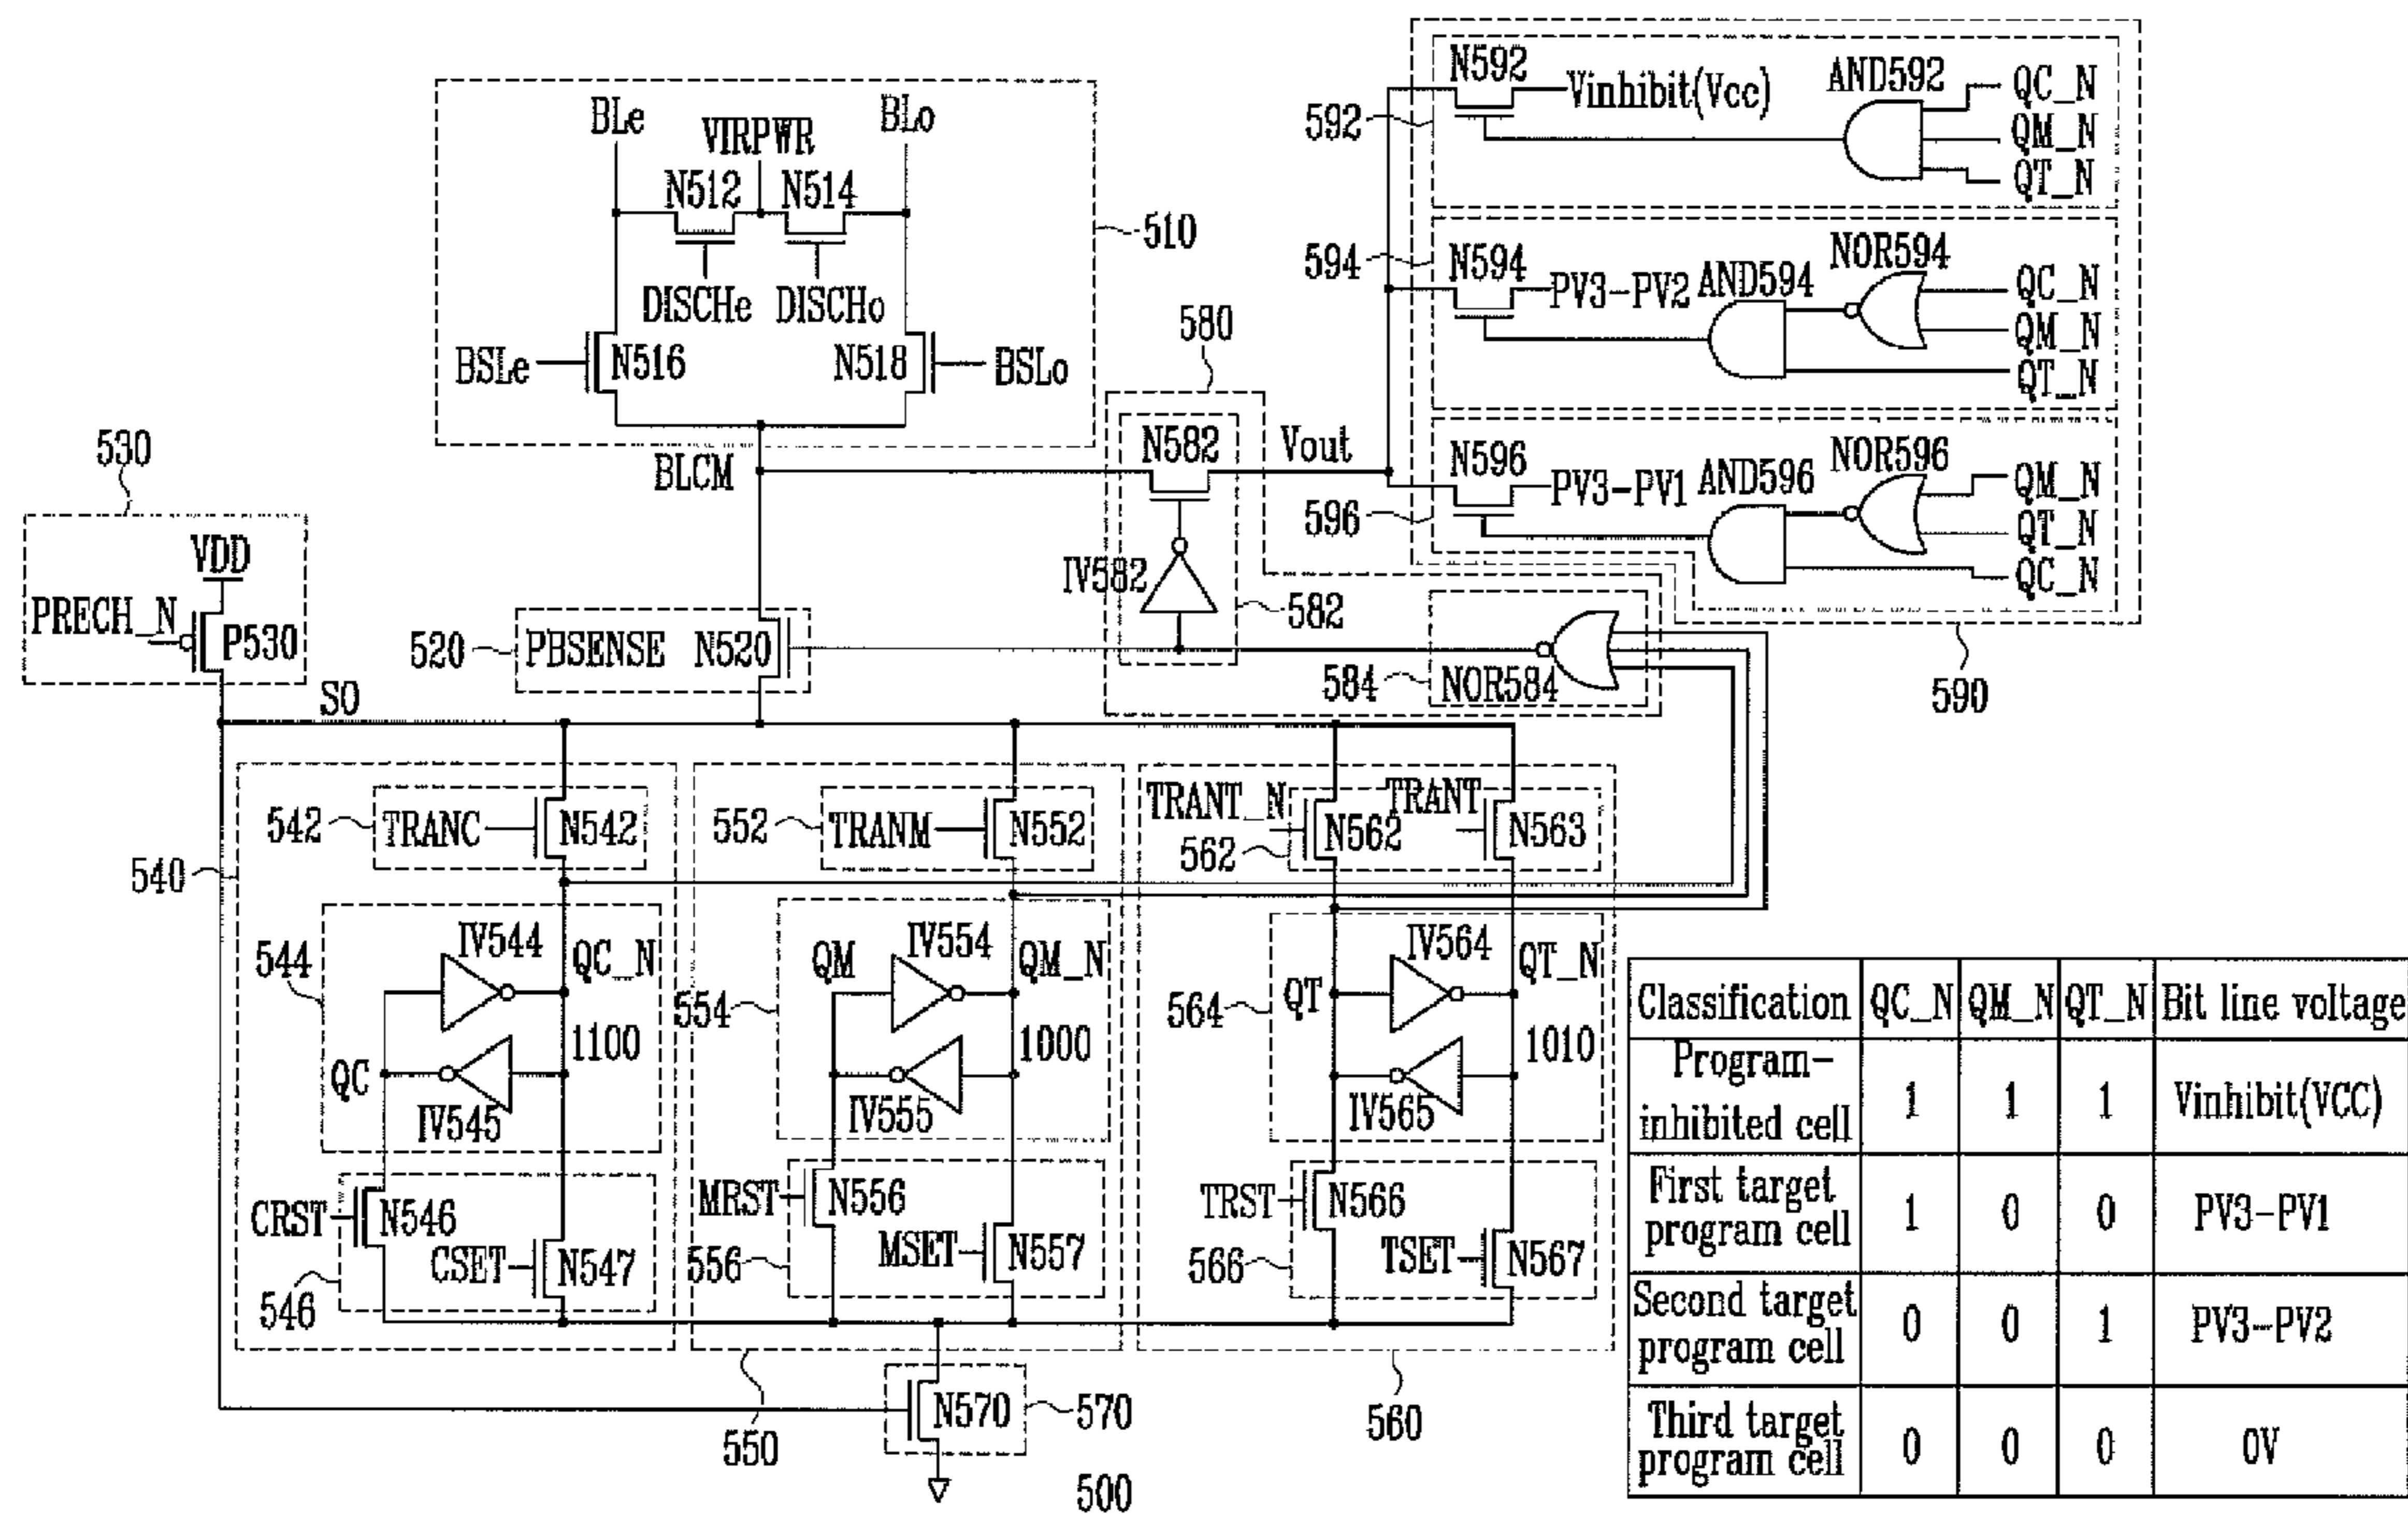 BLe
VIRPWR
BLo
N512
N514
DISCHe
DISCHo
BSLe
N516
N518
BSLo
510
BLCM
N592
Vinhibit(Vcc)
AND592
QC_N
QM_N
QT_N
592
594
N594
PV3-PV2
AND594
NOR594
QC_N
QM_N
QT_N
596
N596
PV3-PV1
AND596
NOR596
QM_N
QT_N
QC_N
590
580
N582
Vout
IV582
582
584
NOR584
530
VDD
PRECH_N
P530
520
PBSENSE
N520
SO
540
542
TRANC
N542
544
IV544
QC_N
1100
QC
IV545
CRST
N546
CSET
N547
546
552
TRANM
N552
554
QM
IV554
QM_N
1000
IV555
MRST
N556
MSET
N557
556
550
TRANT_N
562
N562
TRANT
N563
564
QT
IV564
QT_N
1010
IV565
TRST
N566
TSET
N567
566
560
N570
570
500
Classification QC_N QM_N QT_N Bit line voltage
Program-
inhibited cell 1 1 1 Vinhibit(VCC)
First target
program cell 1 0 0 PV3-PV1
Second target
program cell 0 0 1 PV3-PV2
Third target
program cell 0 0 0 0V